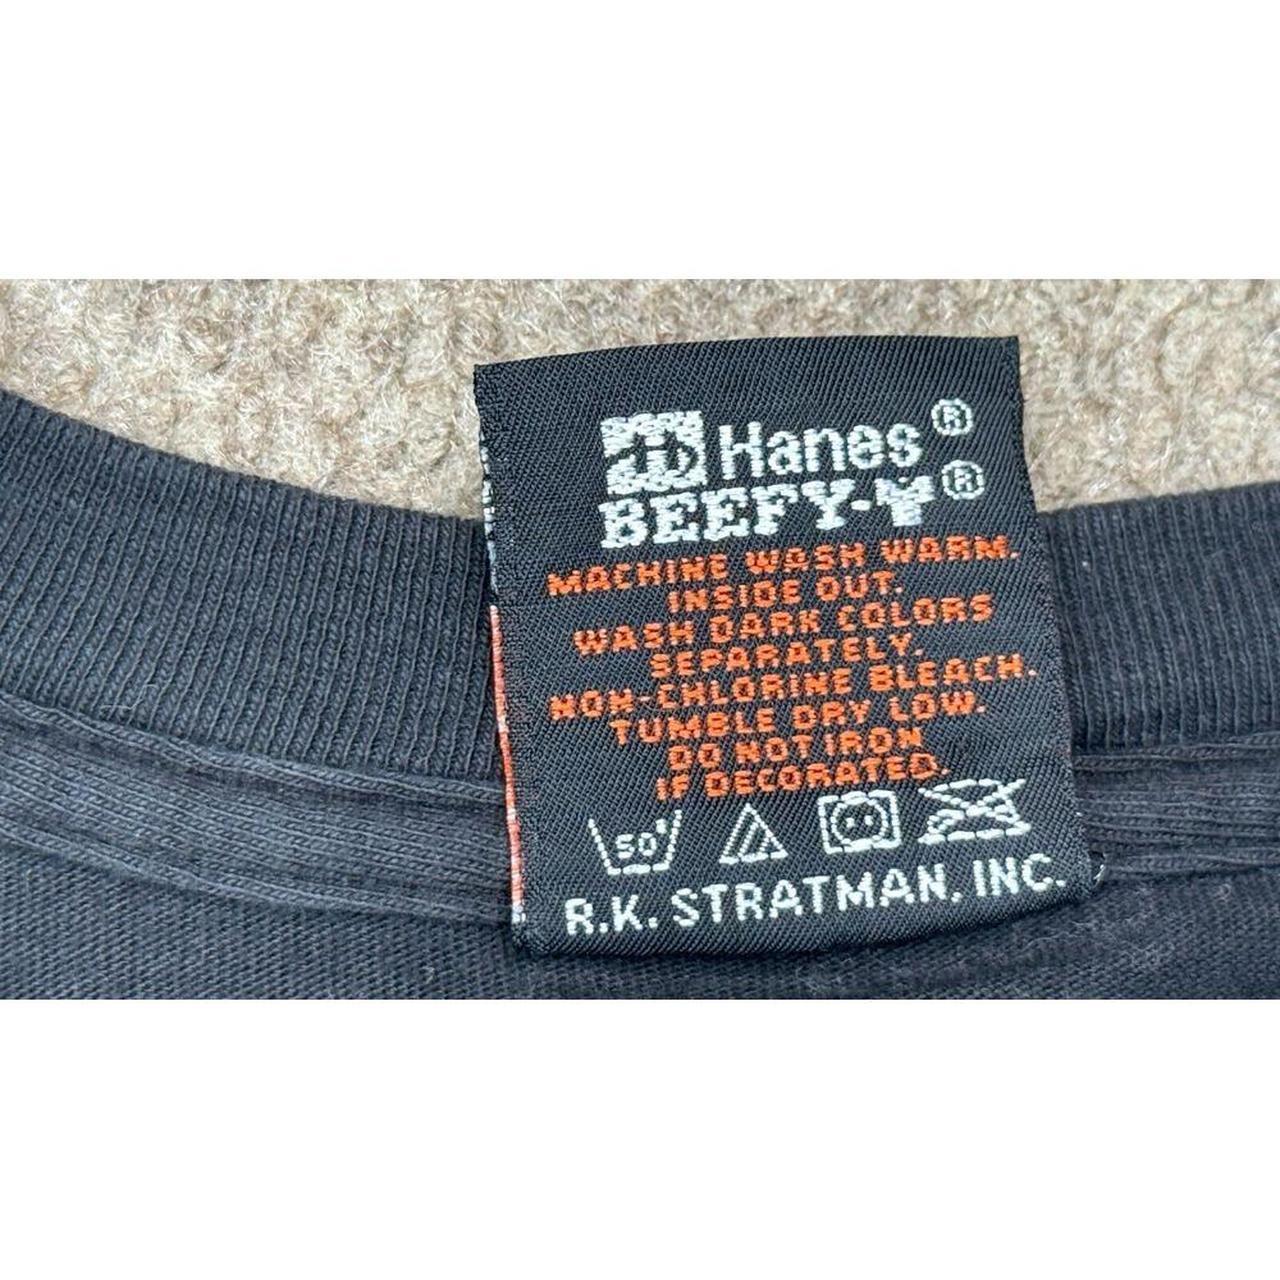 Hanes®
BEEFY-T®
MACHINE WASH WARM.
INSIDE OUT.
WASH DARK COLORS
SEPARATELY.
NON-CHLORINE BLEACH.
TUMBLE DRY LOW.
DO NOT IRON
IF DECORATED.
50°
R.K. STRATMAN, INC.